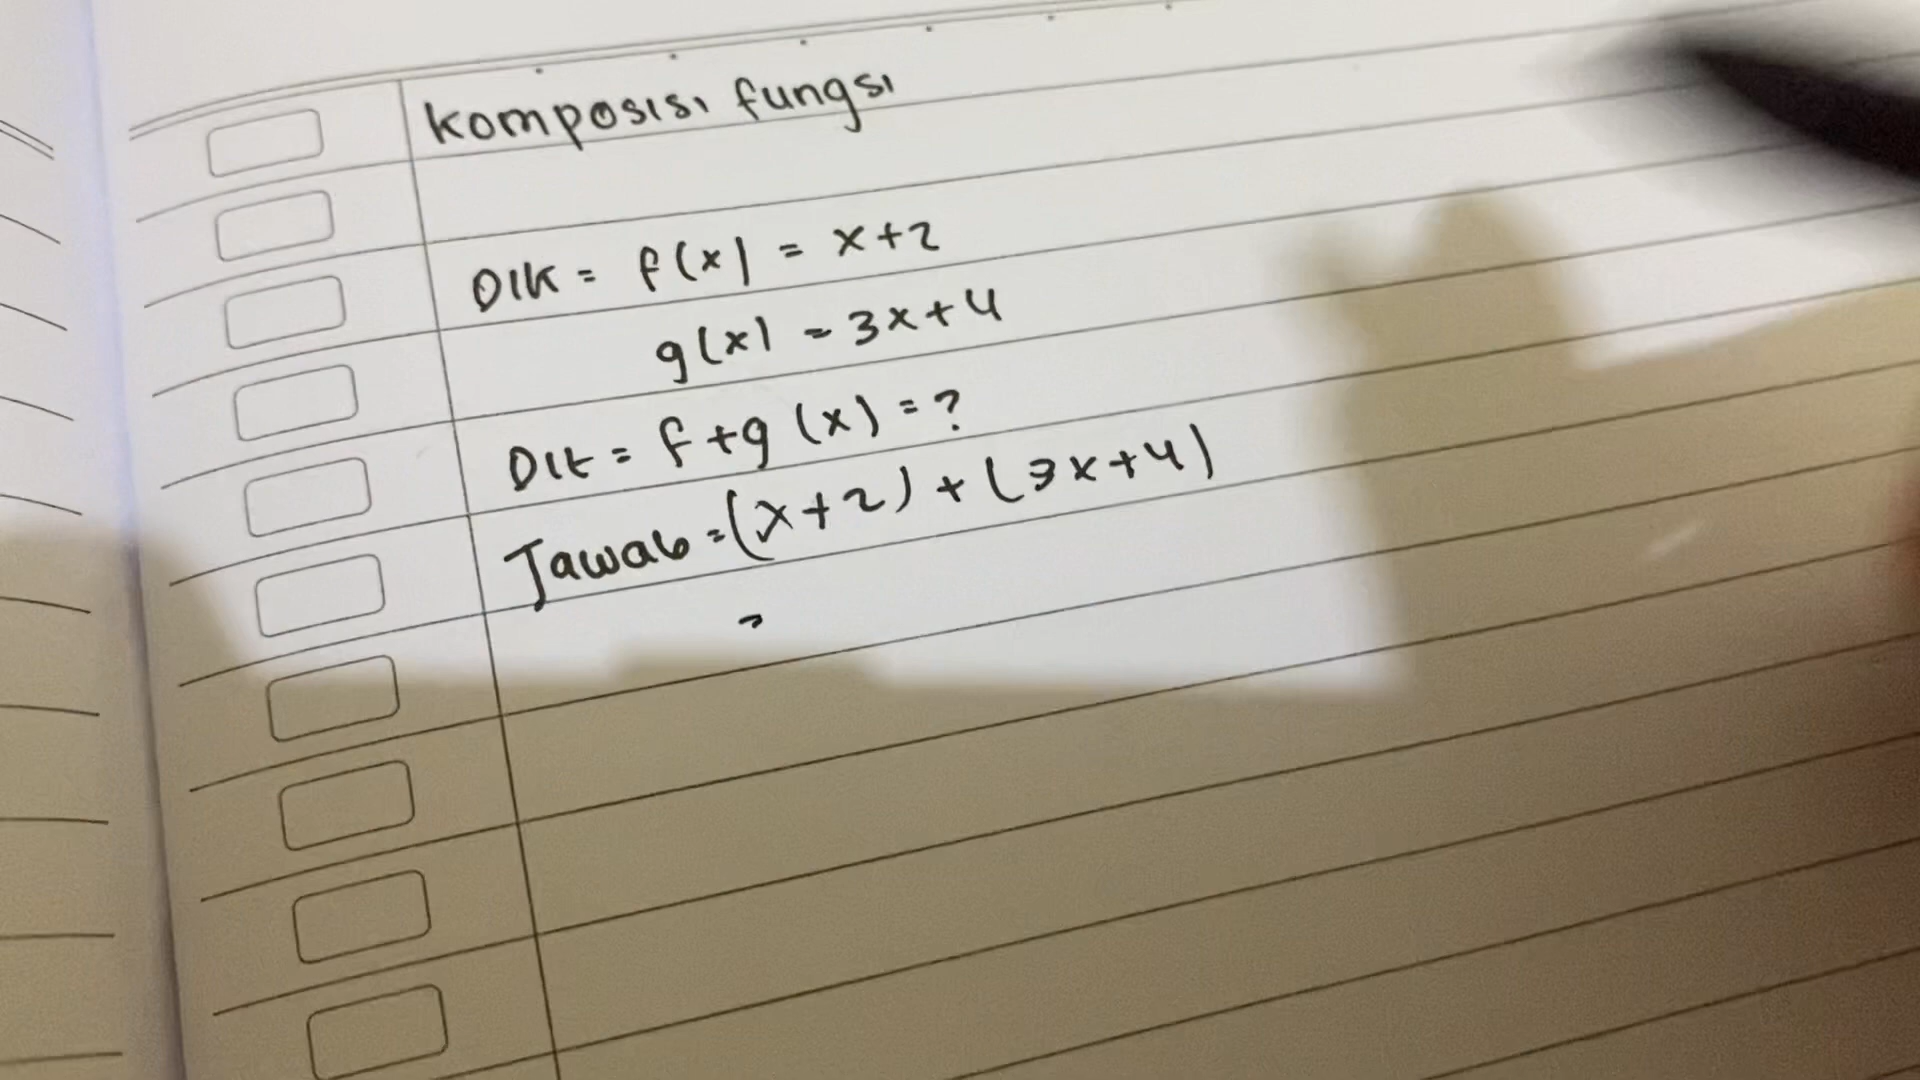 Komposisi fungsi
DIK = f(x) = x+2
g(x) = 3x+4
DIt = f+g (x) = ?
Jawab = (x+2) + (3x+4)
=